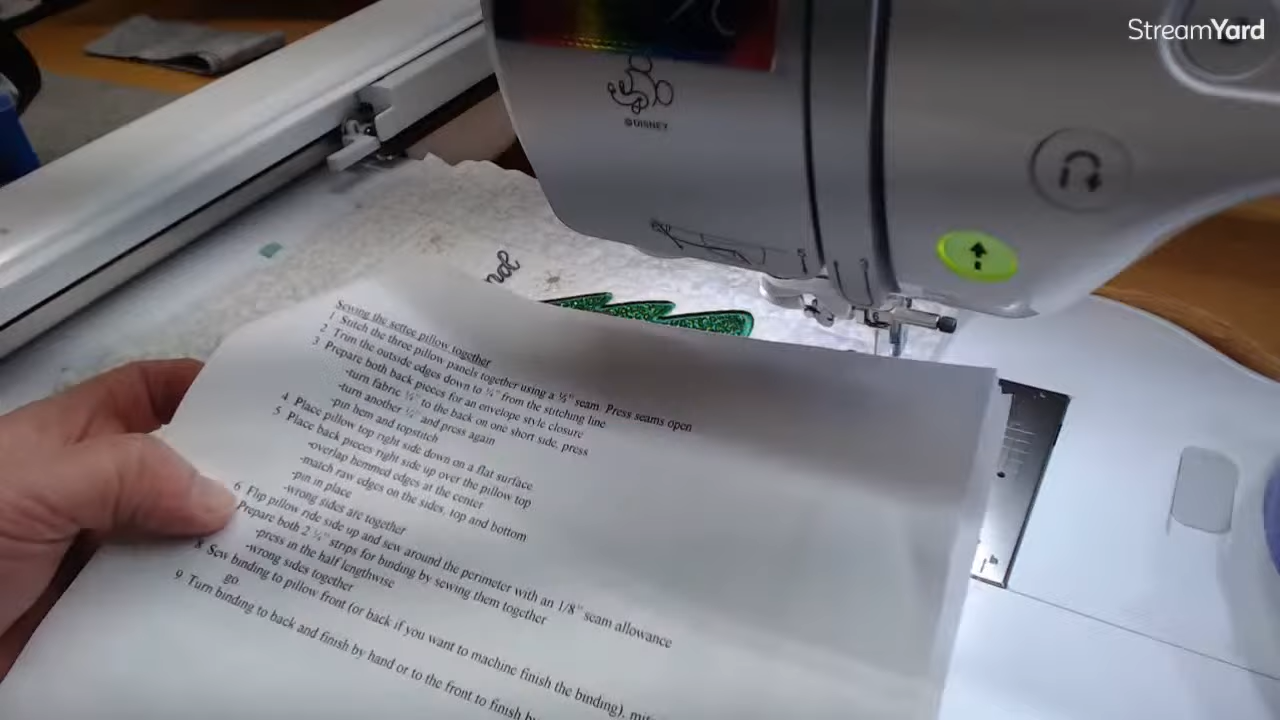 StreamYard
©DISNEY
Sewing the settee pillow together
1 Stitch the three pillow panels together using a ½" seam. Press seams open
2 Trim the outside edges down to ¼" from the stitching line
3 Prepare both back pieces for an envelope style closure
-turn fabric ½" to the back on one short side, press
-turn another ½" and press again
-pin hem and topstitch
4 Place pillow top right side down on a flat surface
5 Place back pieces right side up over the pillow top
-overlap hemmed edges at the center
-match raw edges on the sides, top and bottom
-pin in place
-wrong sides are together
6 Flip pillow ride side up and sew around the perimeter with an 1/8" seam allowance
Prepare both 2 ¼" strips for binding by sewing them together
-press in the half lengthwise
-wrong sides together
8 Sew binding to pillow front (or back if you want to machine finish the binding),
go
9 Turn binding to back and finish by hand or to the front to finish